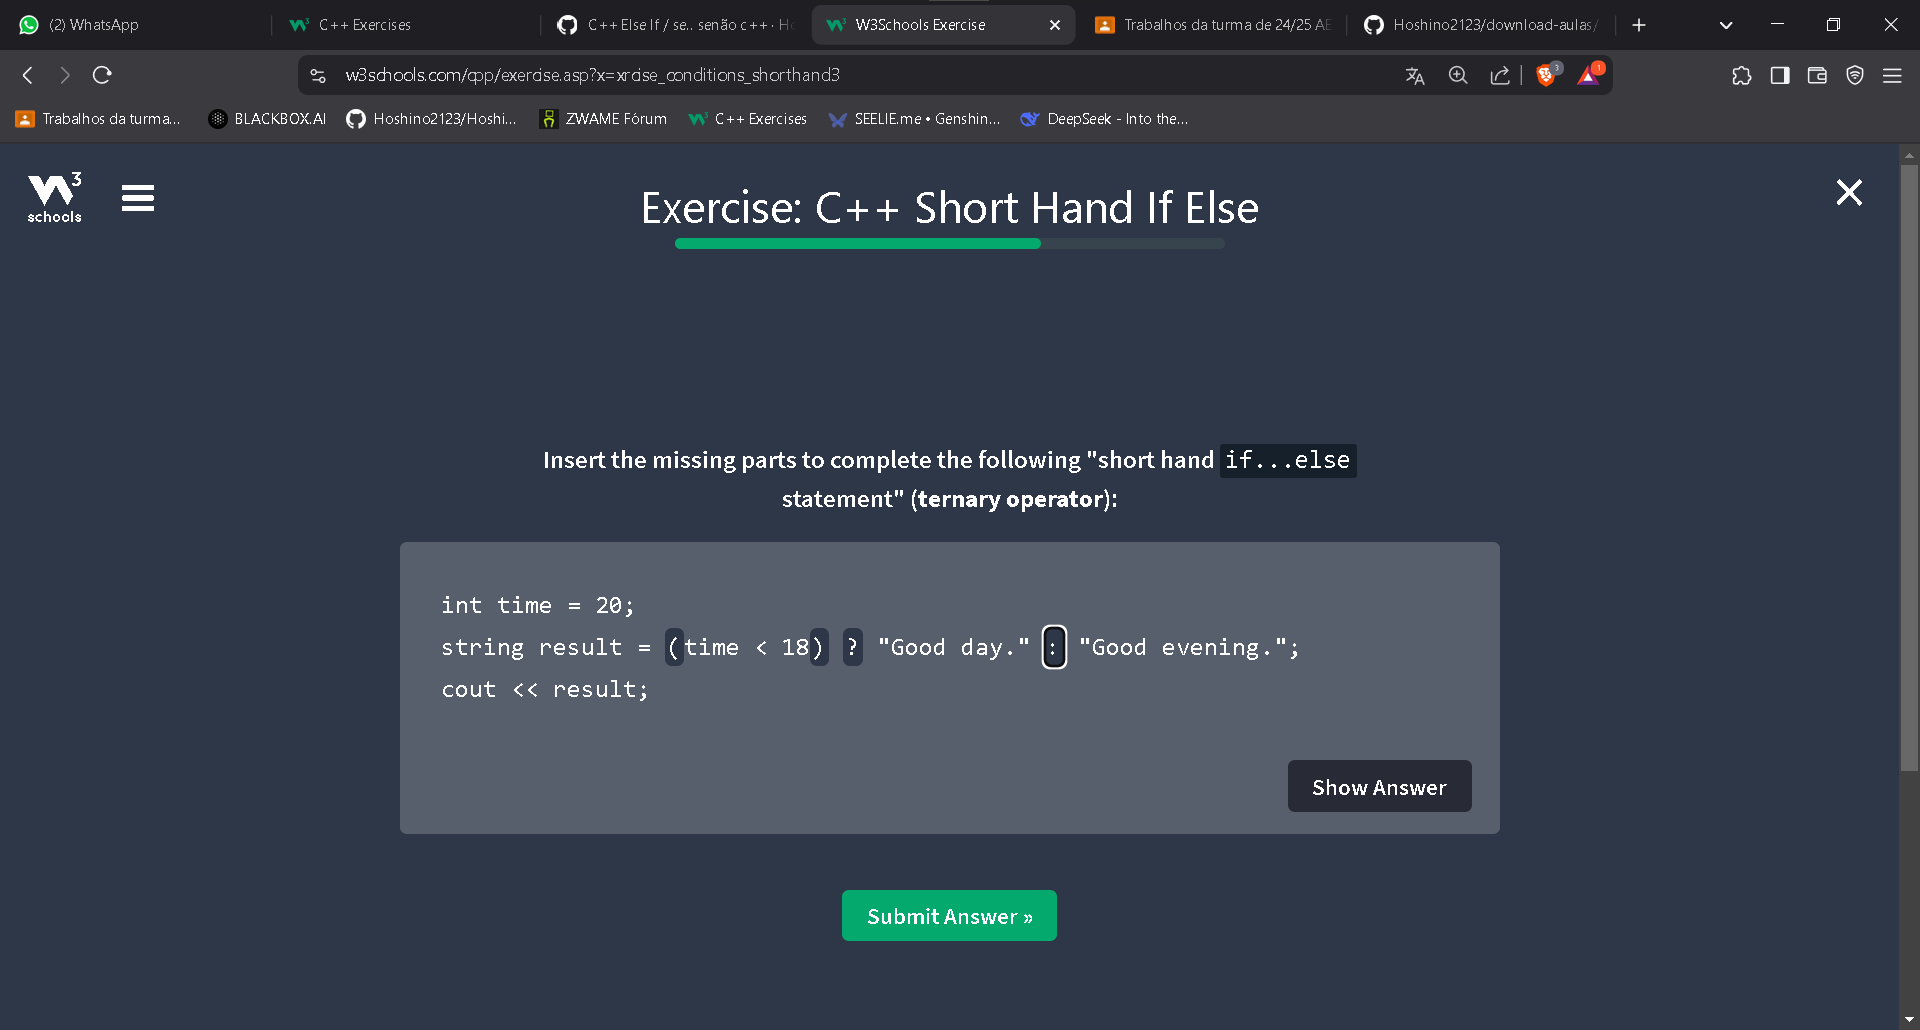 (2) WhatsApp
C++ Exercises
C++ Else If / se.. senão c++ · Ho
W3Schools Exercise
Trabalhos da turma de 24/25 AE
Hoshino2123/download-aulas/
w3schools.com/cpp/exercise.asp?x=xrcise_conditions_shorthand3
3
1
Trabalhos da turma...
BLACKBOX.AI
Hoshino2123/Hoshi...
ZWAME Fórum
C++ Exercises
SEELIE.me • Genshin...
DeepSeek - Into the...
3
schools
Exercise: C++ Short Hand If Else
Insert the missing parts to complete the following "short hand if...else
statement" (ternary operator):
int time = 20;
string result = (time < 18) ? "Good day." : "Good evening.";
cout << result;
Show Answer
Submit Answer »